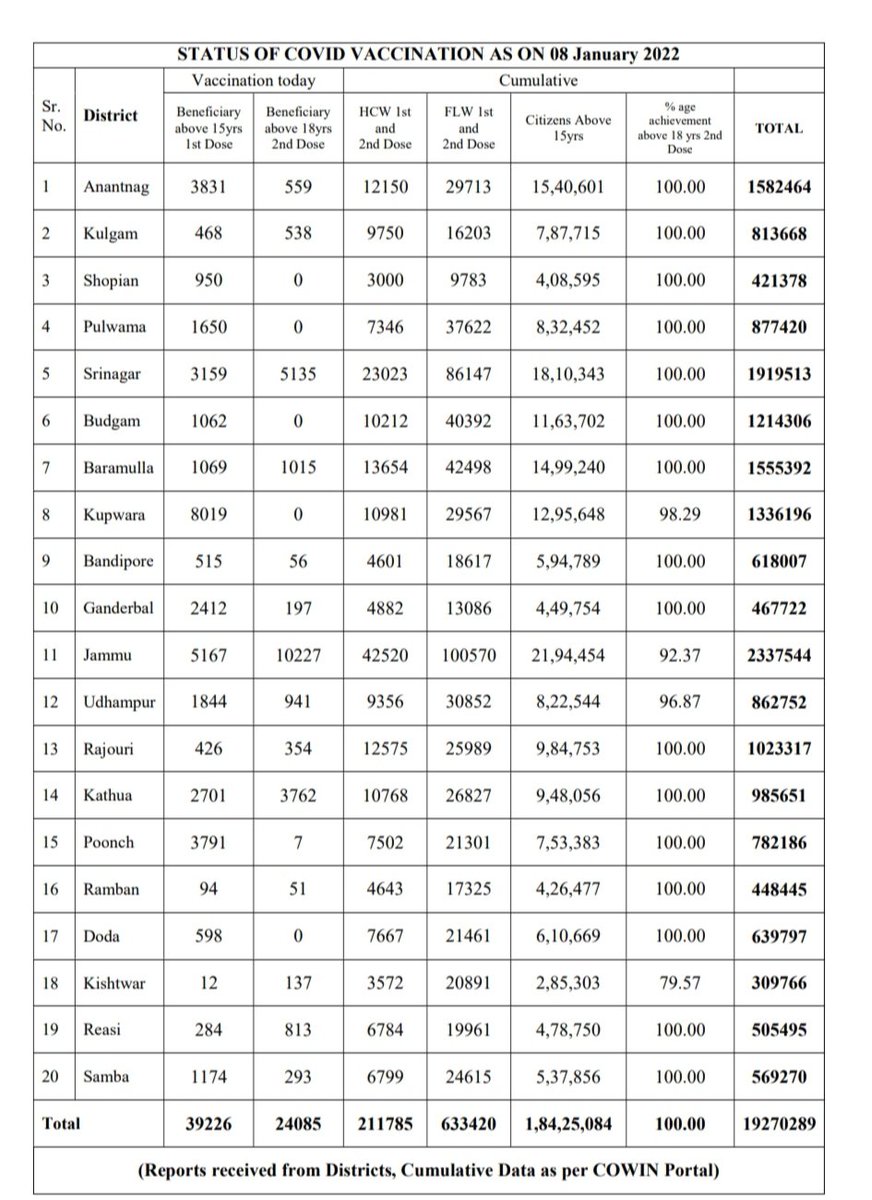 STATUS OF COVID VACCINATION AS ON 08 January 2022
Vaccination today Cumulative
Sr. No. District Beneficiary above 15yrs 1st Dose Beneficiary above 18yrs 2nd Dose HCW 1st and 2nd Dose FLW 1st and 2nd Dose Citizens Above 15yrs % age achievement above 18 yrs 2nd Dose TOTAL
1 Anantnag 3831 559 12150 29713 15,40,601 100.00 1582464
2 Kulgam 468 538 9750 16203 7,87,715 100.00 813668
3 Shopian 950 0 3000 9783 4,08,595 100.00 421378
4 Pulwama 1650 0 7346 37622 8,32,452 100.00 877420
5 Srinagar 3159 5135 23023 86147 18,10,343 100.00 1919513
6 Budgam 1062 0 10212 40392 11,63,702 100.00 1214306
7 Baramulla 1069 1015 13654 42498 14,99,240 100.00 1555392
8 Kupwara 8019 0 10981 29567 12,95,648 98.29 1336196
9 Bandipore 515 56 4601 18617 5,94,789 100.00 618007
10 Ganderbal 2412 197 4882 13086 4,49,754 100.00 467722
11 Jammu 5167 10227 42520 100570 21,94,454 92.37 2337544
12 Udhampur 1844 941 9356 30852 8,22,544 96.87 862752
13 Rajouri 426 354 12575 25989 9,84,753 100.00 1023317
14 Kathua 2701 3762 10768 26827 9,48,056 100.00 985651
15 Poonch 3791 7 7502 21301 7,53,383 100.00 782186
16 Ramban 94 51 4643 17325 4,26,477 100.00 448445
17 Doda 598 0 7667 21461 6,10,669 100.00 639797
18 Kishtwar 12 137 3572 20891 2,85,303 79.57 309766
19 Reasi 284 813 6784 19961 4,78,750 100.00 505495
20 Samba 1174 293 6799 24615 5,37,856 100.00 569270
Total 39226 24085 211785 633420 1,84,25,084 100.00 19270289
(Reports received from Districts, Cumulative Data as per COWIN Portal)